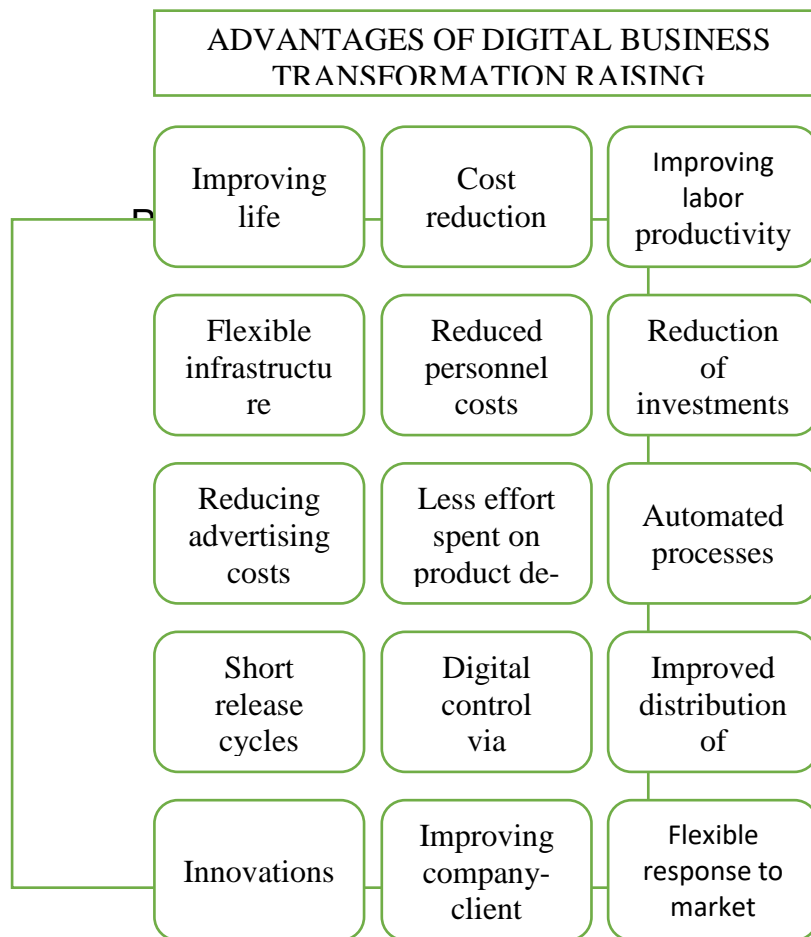 ADVANTAGES OF DIGITAL BUSINESS
TRANSFORMATION RAISING
Improving
life
Cost
reduction
Improving
labor
productivity
Flexible
infrastructu
re
Reduced
personnel
costs
Reduction
of
investments
Reducing
advertising
costs
Less effort
spent on
product de-
Automated
processes
Short
release
cycles
Digital
control
via
Improved
distribution
of
Innovations
Improving
company-
client
Flexible
response to
market